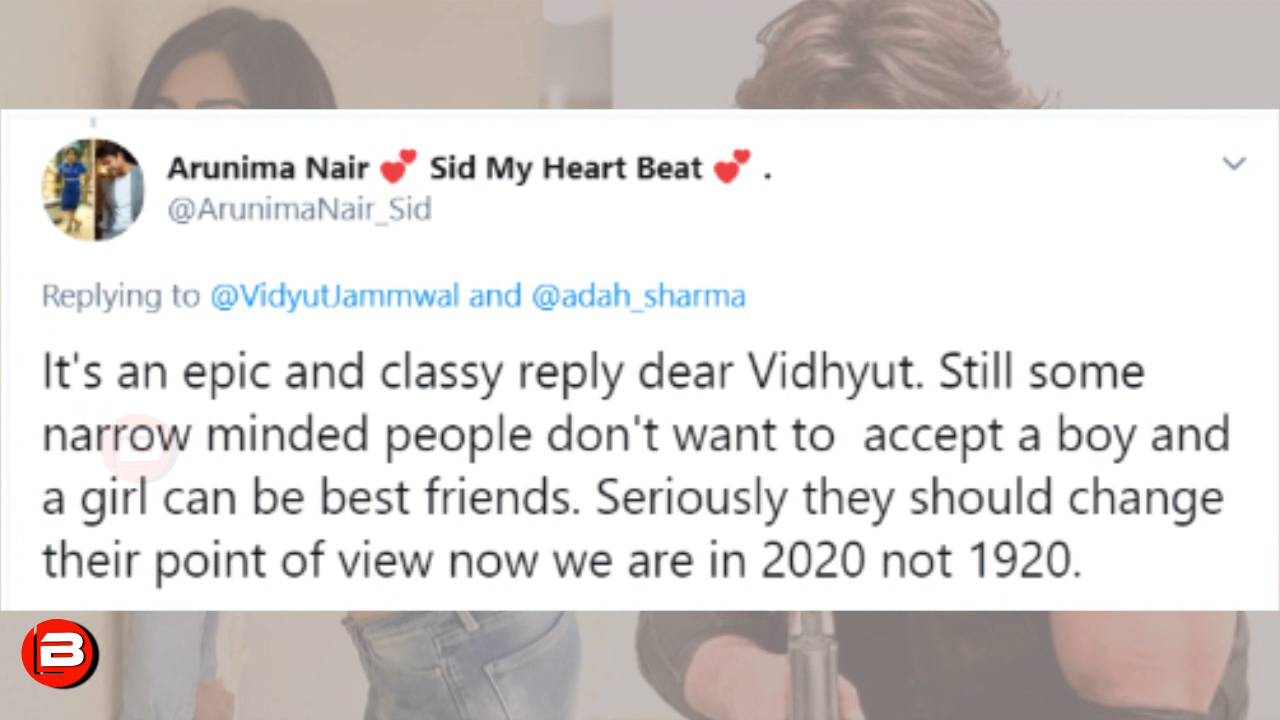 Arunima Nair 💕 Sid My Heart Beat 💕 .
@ArunimaNair_Sid
Replying to @VidyutJammwal and @adah_sharma
It's an epic and classy reply dear Vidhyut. Still some
narrow minded people don't want to  accept a boy and
a girl can be best friends. Seriously they should change
their point of view now we are in 2020 not 1920.
B